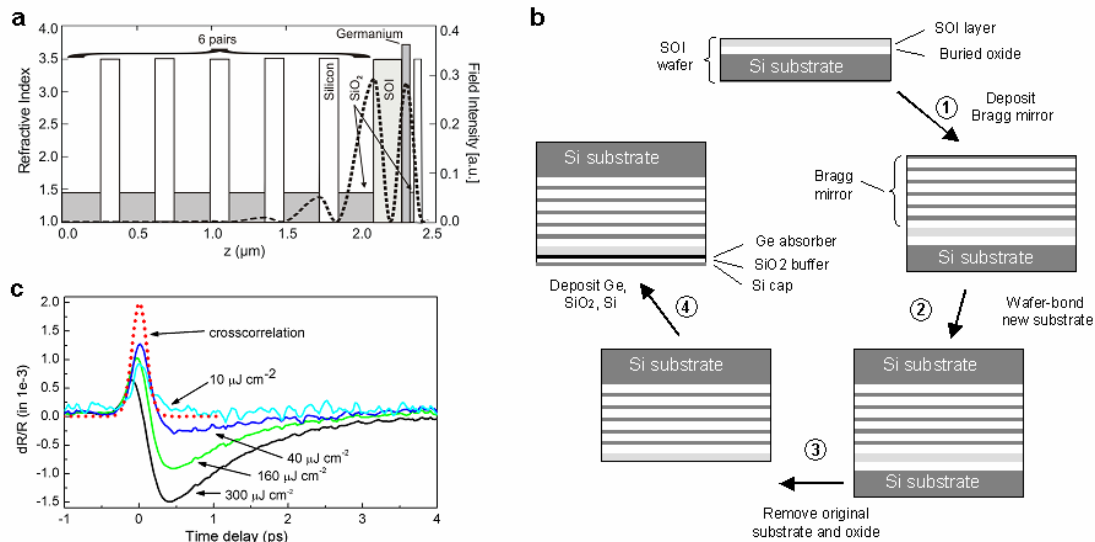 a
6 pairs
Germanium
4.0
3.5
3.0
2.5
2.0
1.5
1.0
Refractive Index
Silicon
SiO2
SOI
0.4
0.3
0.2
0.1
0.0
Field Intensity [a.u.]
0.0 0.5 1.0 1.5 2.0 2.5
z (μm)
b
SOI
wafer
SOI layer
Buried oxide
Si substrate
1
Deposit
Bragg mirror
Bragg
mirror
Si substrate
2
Wafer-bond
new substrate
Si substrate
Si substrate
3
Remove original
substrate and oxide
Si substrate
4
Deposit Ge,
SiO2, Si
Si substrate
Ge absorber
SiO2 buffer
Si cap
c
2.0
1.5
1.0
0.5
0.0
-0.5
-1.0
-1.5
dR/R (in 1e-3)
crosscorrelation
10 μJ cm-2
40 μJ cm-2
160 μJ cm-2
300 μJ cm-2
-1 0 1 2 3 4
Time delay (ps)